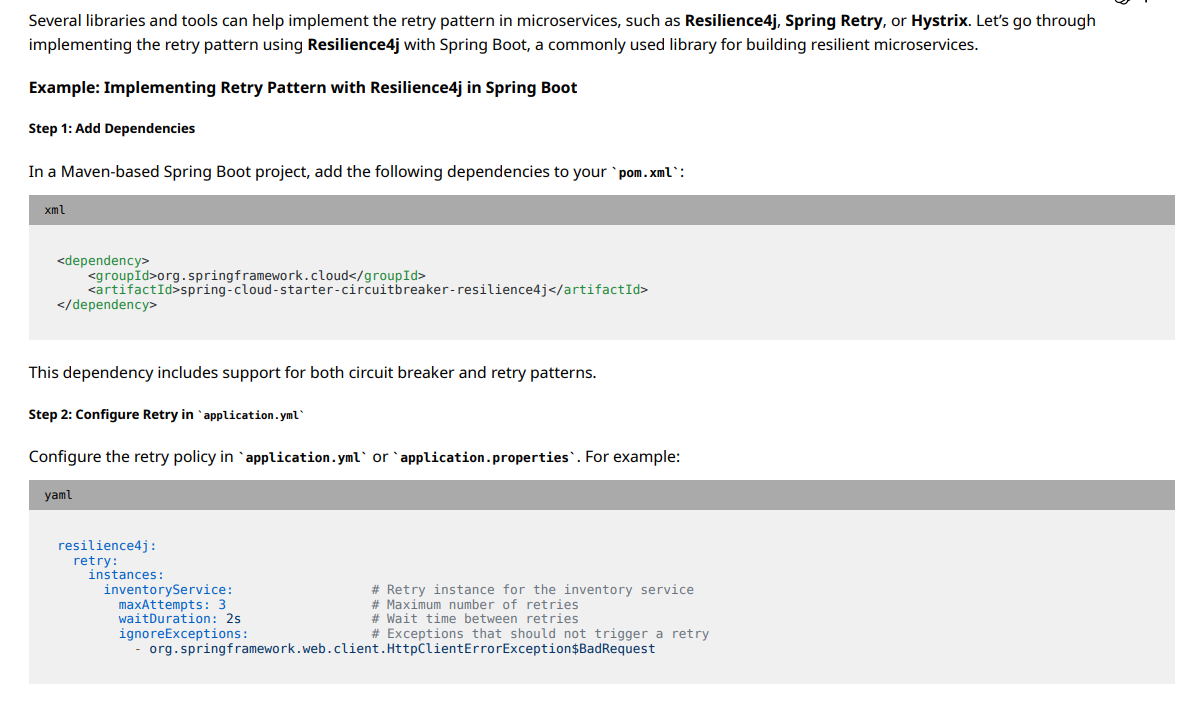 Several libraries and tools can help implement the retry pattern in microservices, such as Resilience4j, Spring Retry, or Hystrix. Let’s go through
implementing the retry pattern using Resilience4j with Spring Boot, a commonly used library for building resilient microservices.
Example: Implementing Retry Pattern with Resilience4j in Spring Boot
Step 1: Add Dependencies
In a Maven-based Spring Boot project, add the following dependencies to your `pom.xml`:
xml
<dependency>
    <groupId>org.springframework.cloud</groupId>
    <artifactId>spring-cloud-starter-circuitbreaker-resilience4j</artifactId>
</dependency>
This dependency includes support for both circuit breaker and retry patterns.
Step 2: Configure Retry in `application.yml`
Configure the retry policy in `application.yml` or `application.properties`. For example:
yaml
resilience4j:
  retry:
    instances:
      inventoryService:                  # Retry instance for the inventory service
        maxAttempts: 3                   # Maximum number of retries
        waitDuration: 2s                 # Wait time between retries
        ignoreExceptions:                # Exceptions that should not trigger a retry
          - org.springframework.web.client.HttpClientErrorException$BadRequest